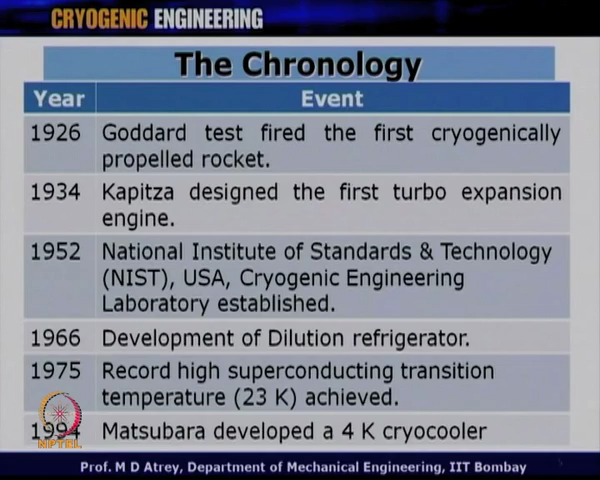 CRYOGENIC ENGINEERING
The Chronology
Year Event
1926 Goddard test fired the first cryogenically
propelled rocket.
1934 Kapitza designed the first turbo expansion
engine.
1952 National Institute of Standards & Technology
(NIST), USA, Cryogenic Engineering
Laboratory established.
1966 Development of Dilution refrigerator.
1975 Record high superconducting transition
temperature (23 K) achieved.
1994 Matsubara developed a 4 K cryocooler
NPTEL
Prof. M D Atrey, Department of Mechanical Engineering, IIT Bombay